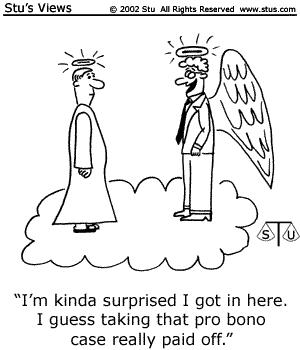 Stu's Views © 2002 Stu All Rights Reserved www.stus.com
S U
“I'm kinda surprised I got in here.
I guess taking that pro bono
case really paid off.”